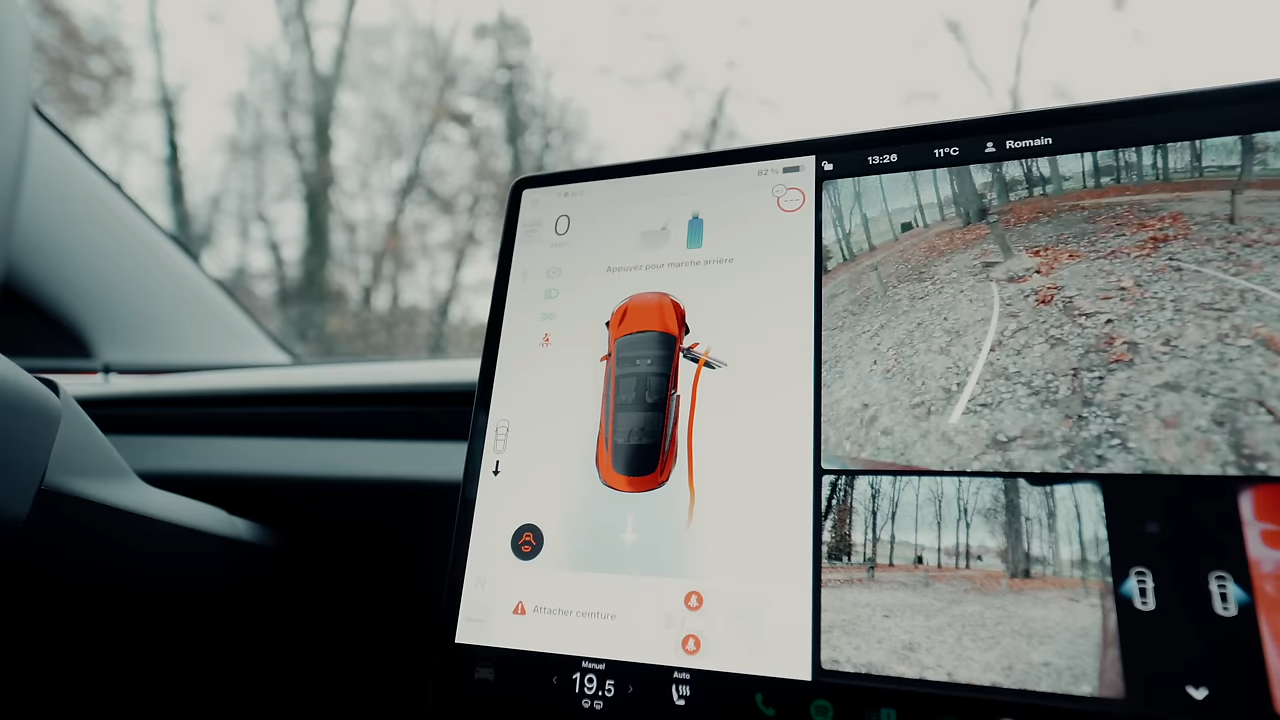 13:26
11°C
Romain
82 %
0
Appuyez pour marche arrière
Attacher ceinture
Manuel
19.5
Auto